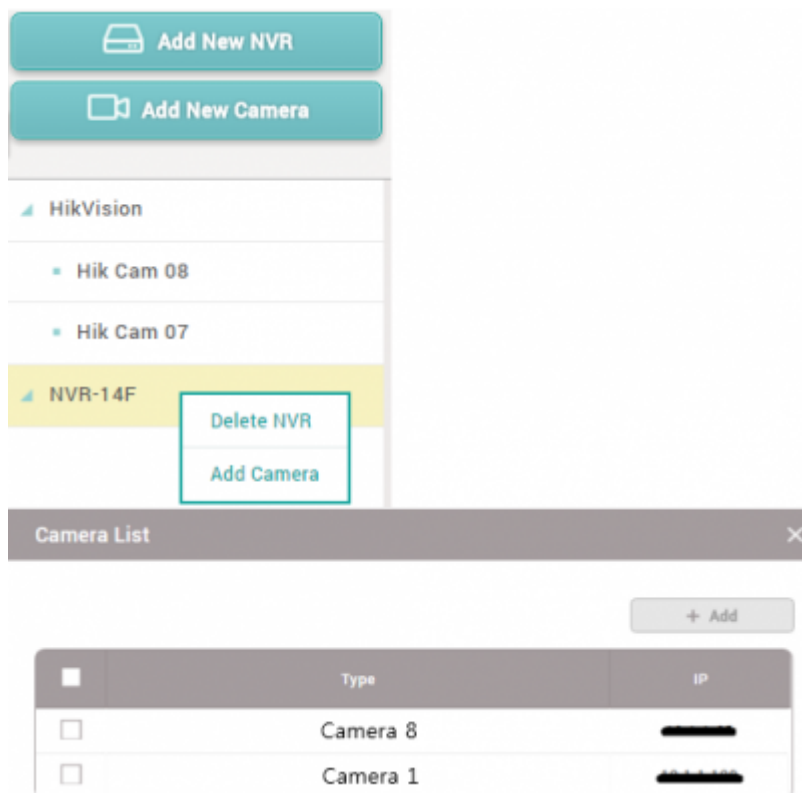 Add New NVR
Add New Camera
HikVision
Hik Cam 08
Hik Cam 07
NVR-14F
Delete NVR
Add Camera
Camera List
+ Add
Type IP
Camera 8
Camera 1